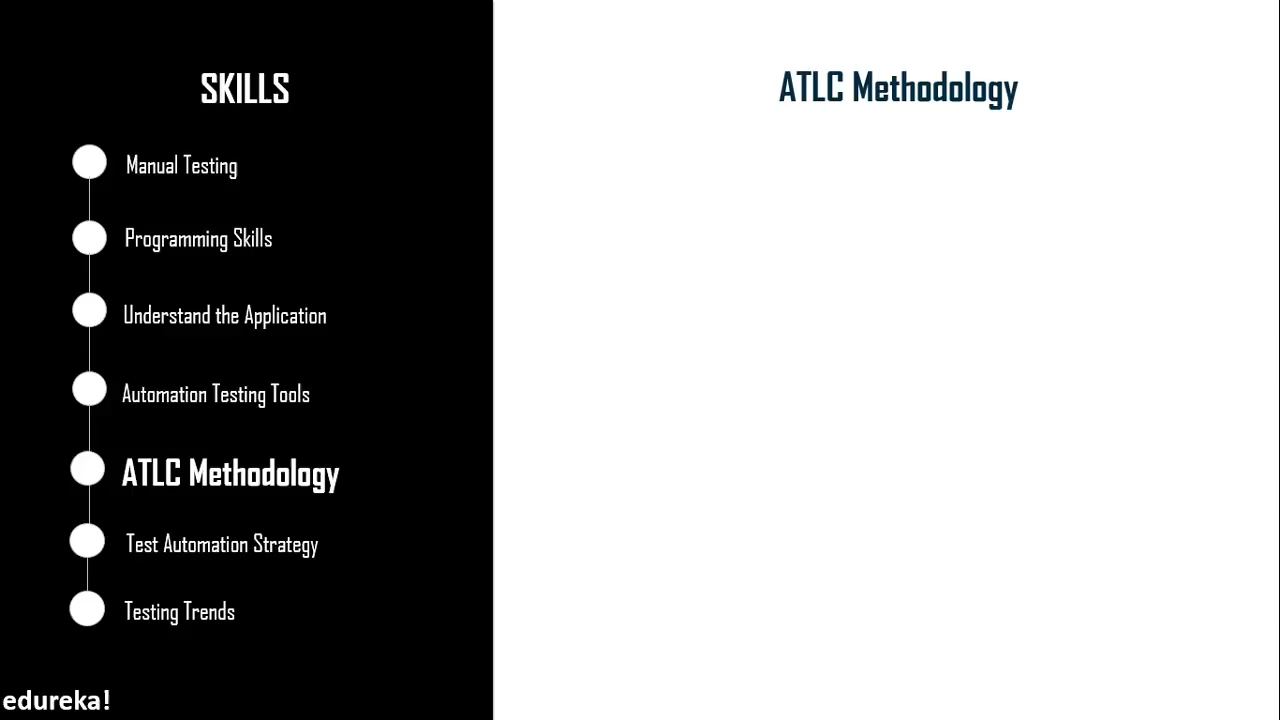 SKILLS
Manual Testing
Programming Skills
Understand the Application
Automation Testing Tools
ATLC Methodology
Test Automation Strategy
Testing Trends
edureka!
ATLC Methodology